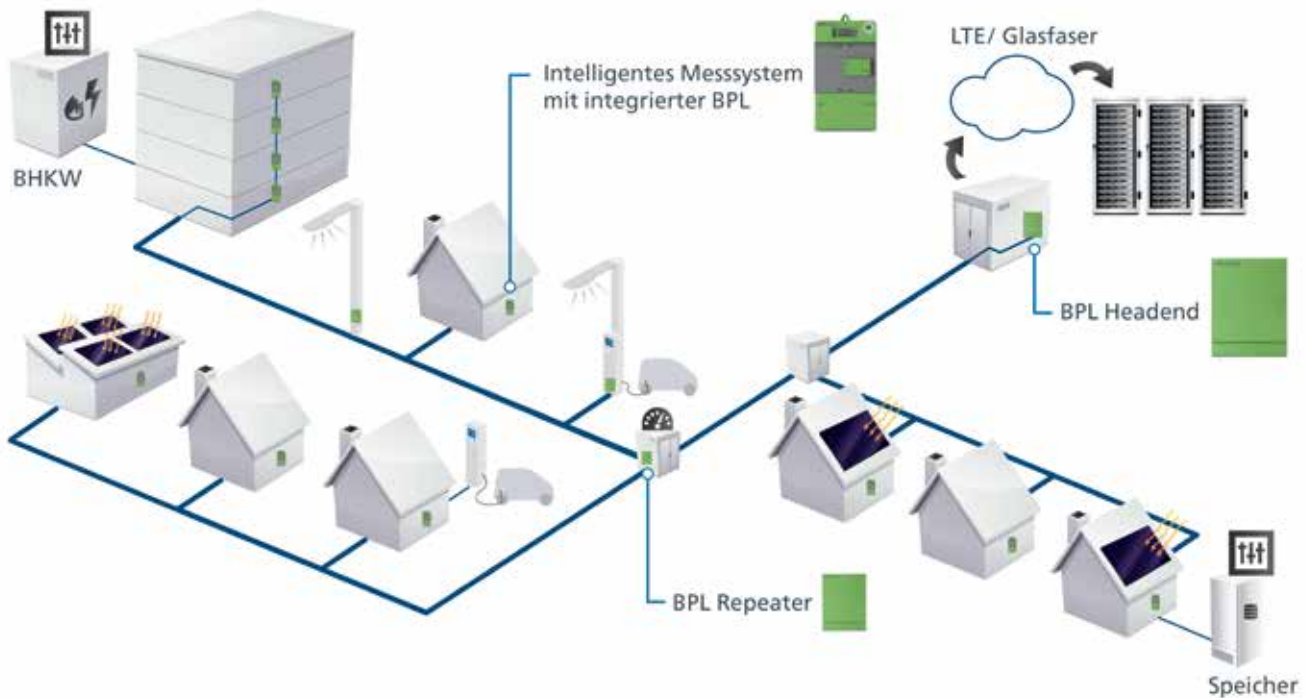 LTE/ Glasfaser
Intelligentes Messsystem
mit integrierter BPL
BHKW
BPL Headend
BPL Repeater
Speicher